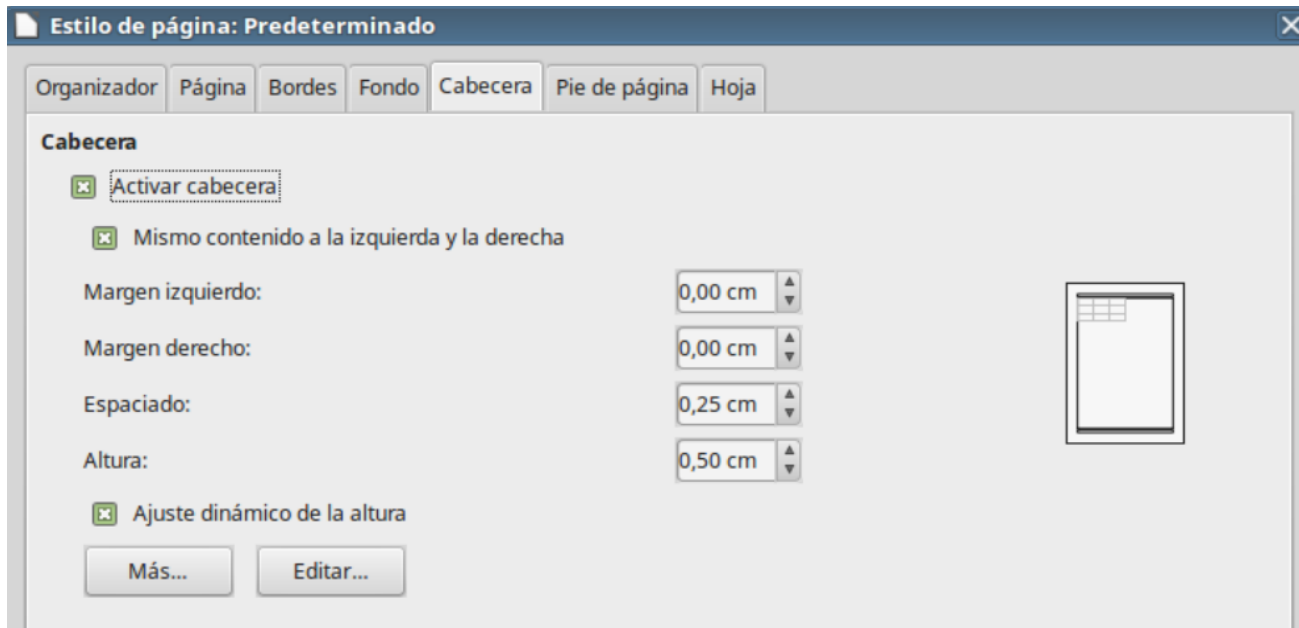 Estilo de página: Predeterminado
Organizador Página Bordes Fondo Cabecera Pie de página Hoja
Cabecera
Activar cabecera
Mismo contenido a la izquierda y la derecha
Margen izquierdo: 0,00 cm
Margen derecho: 0,00 cm
Espaciado: 0,25 cm
Altura: 0,50 cm
Ajuste dinámico de la altura
Más... Editar...